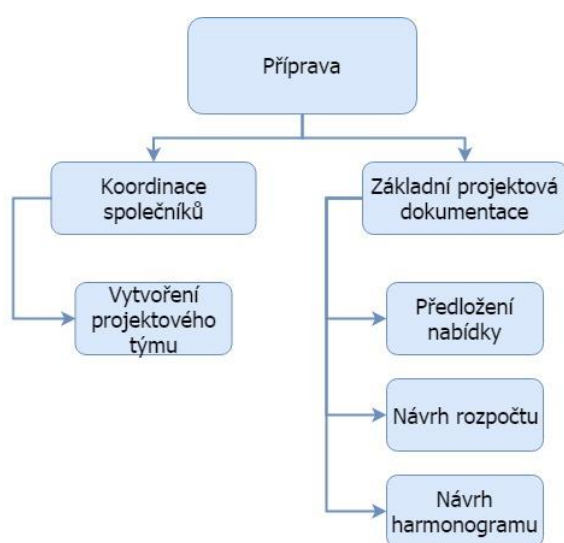 Příprava
Koordinace
společníků
Základní projektová
dokumentace
Vytvoření
projektového
týmu
Předložení
nabídky
Návrh rozpočtu
Návrh
harmonogramu